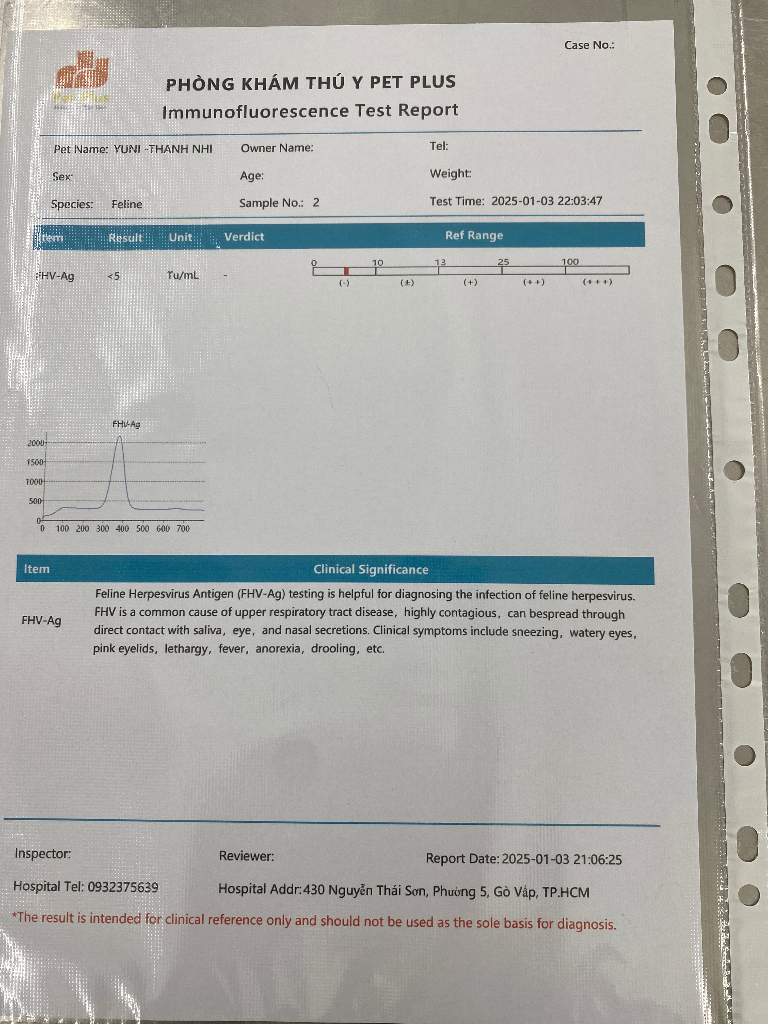 Case No.:
Pet Plus
PHÒNG KHÁM THÚ Y PET PLUS
Immunofluorescence Test Report
Pet Name: YUNI -THANH NHI Owner Name: Tel:
Sex: Age: Weight:
Species: Feline Sample No.: 2 Test Time: 2025-01-03 22:03:47
Item Result Unit Verdict Ref Range
FHV-Ag <5 Tu/mL -
0 10 13 25 100
(-) (±) (+) (++) (+++)
FHV-Ag
2000
1500
1000
500
0
0 100 200 300 400 500 600 700
Item Clinical Significance
FHV-Ag
Feline Herpesvirus Antigen (FHV-Ag) testing is helpful for diagnosing the infection of feline herpesvirus.
FHV is a common cause of upper respiratory tract disease, highly contagious, can bespread through
direct contact with saliva, eye, and nasal secretions. Clinical symptoms include sneezing, watery eyes,
pink eyelids, lethargy, fever, anorexia, drooling, etc.
Inspector: Reviewer: Report Date: 2025-01-03 21:06:25
Hospital Tel: 0932375639 Hospital Addr: 430 Nguyễn Thái Sơn, Phường 5, Gò Vấp, TP.HCM
*The result is intended for clinical reference only and should not be used as the sole basis for diagnosis.